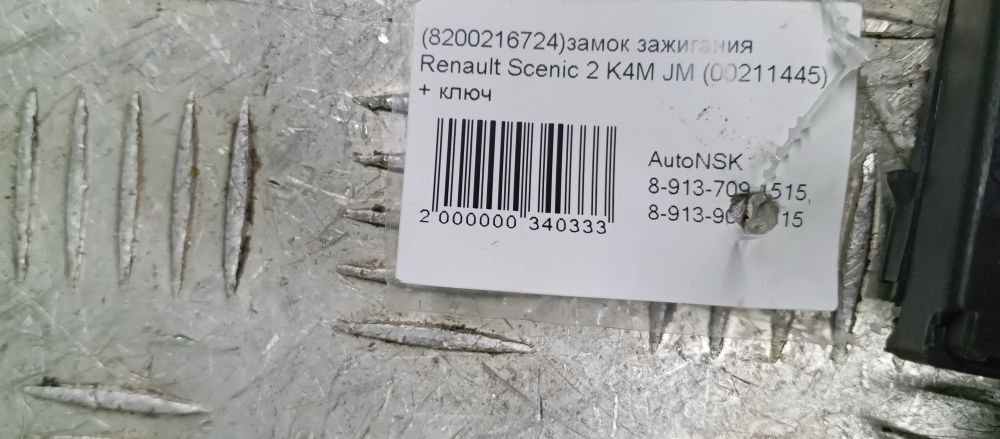 (8200216724)замок зажигания
Renault Scenic 2 K4M JM (00211445)
+ ключ
AutoNSK
2 000000 340333